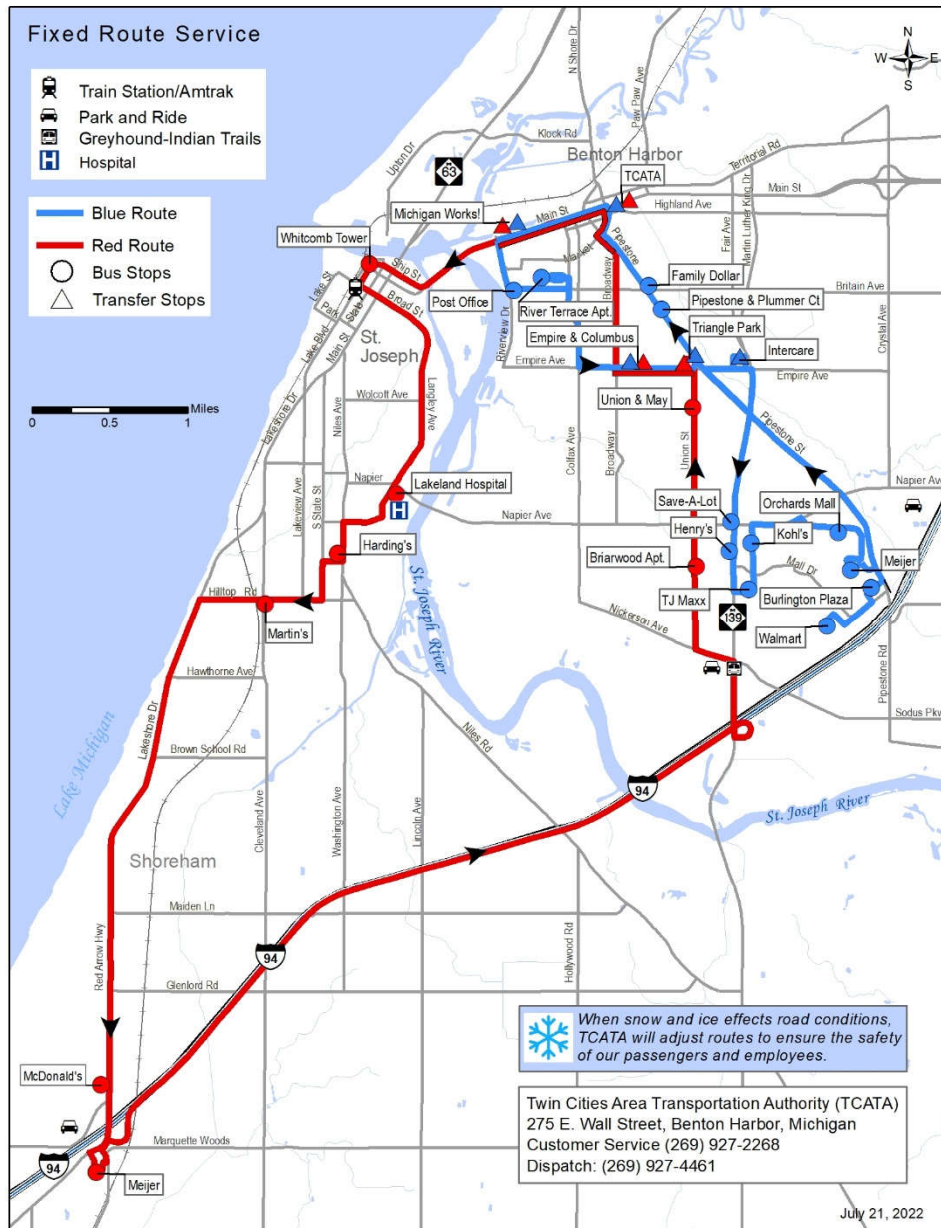 Fixed Route Service
Train Station/Amtrak
Park and Ride
Greyhound-Indian Trails
H
Hospital
Blue Route
Red Route
Bus Stops
Transfer Stops
N
W
E
S
N Shore Dr
Paw Paw Ave
Klock Rd
Upton Dr
63
Benton Harbor
Territorial Rd
TCATA
Main St
Highland Ave
Michigan Works!
Main St
Fair Ave
Martin Luther King Dr
Whitcomb Tower
Ship St
Market
Pipestone
Family Dollar
Britain Ave
Lake St
Park
State
Broad St
Post Office
River Terrace Apt.
Broadway
Pipestone & Plummer Ct
Crystal Ave
Lake Blvd
Main St
St.
Joseph
Riverview Dr
Empire & Columbus
Triangle Park
Intercare
Empire Ave
Empire Ave
Miles
0
0.5
1
Lakeshore Dr
Niles Ave
Wolcott Ave
Langley Ave
Union & May
Pipestone St
Colfax Ave
Broadway
Union St
Lakeview Ave
S State St
Napier
Lakeland Hospital
H
Save-A-Lot
Orchards Mall
Napier Ave
Napier Ave
Henry's
Kohl's
Harding's
Briarwood Apt.
Mall Dr
Meijer
Hilltop Rd
TJ Maxx
Burlington Plaza
Martin's
Nickerson Ave
139
Walmart
St. Joseph River
Hawthorne Ave
Pipestone Rd
Sodus Pkw
Lake Michigan
Lakeshore Dr
Brown School Rd
Niles Rd
94
St. Joseph River
Cleveland Ave
Washington Ave
Lincoln Ave
Shoreham
Maiden Ln
Red Arrow Hwy
94
Hollywood Rd
Glenlord Rd
When snow and ice effects road conditions,
TCATA will adjust routes to ensure the safety
of our passengers and employees.
McDonald's
Twin Cities Area Transportation Authority (TCATA)
275 E. Wall Street, Benton Harbor, Michigan
Customer Service (269) 927-2268
Dispatch: (269) 927-4461
Marquette Woods
94
Meijer
July 21, 2022